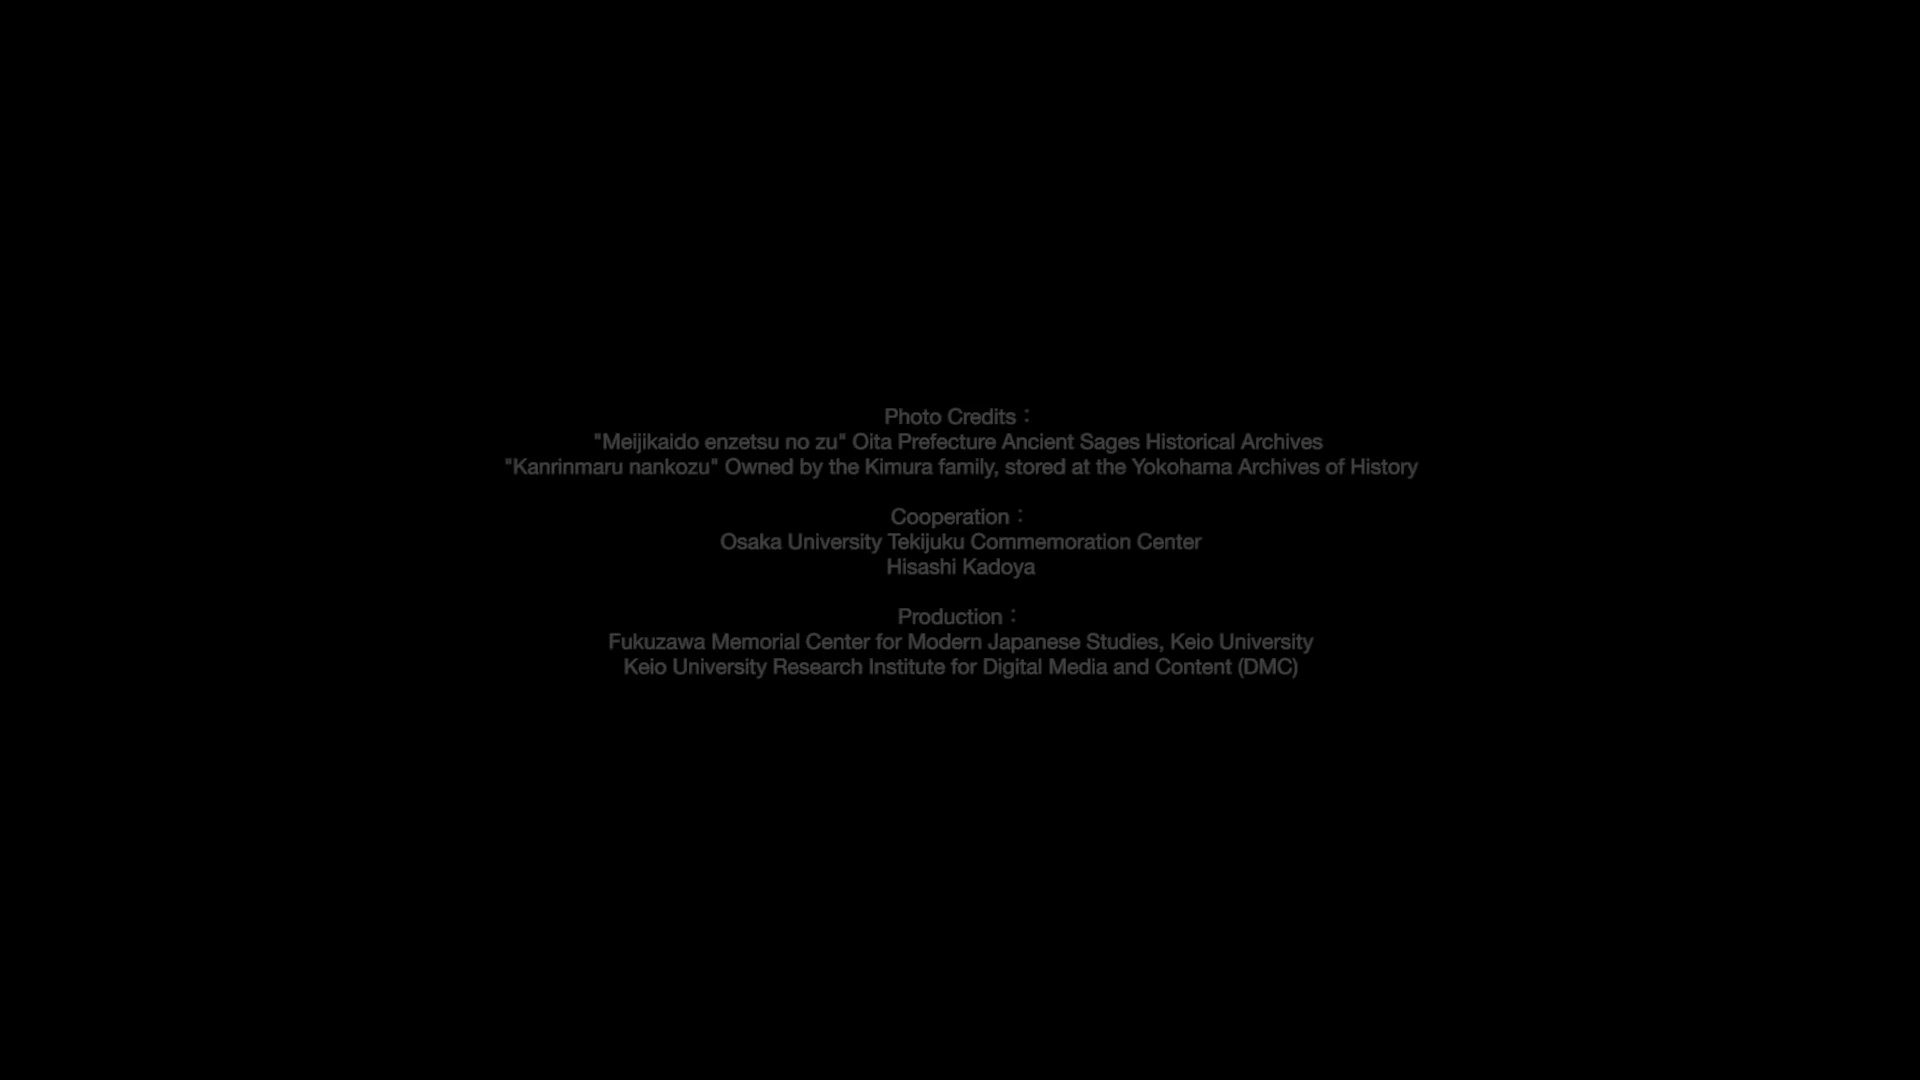 Photo Credits：
"Meijikaido enzetsu no zu" Oita Prefecture Ancient Sages Historical Archives
"Kanrinmaru nankozu" Owned by the Kimura family, stored at the Yokohama Archives of History
Cooperation：
Osaka University Tekijuku Commemoration Center
Hisashi Kadoya
Production：
Fukuzawa Memorial Center for Modern Japanese Studies, Keio University
Keio University Research Institute for Digital Media and Content (DMC)